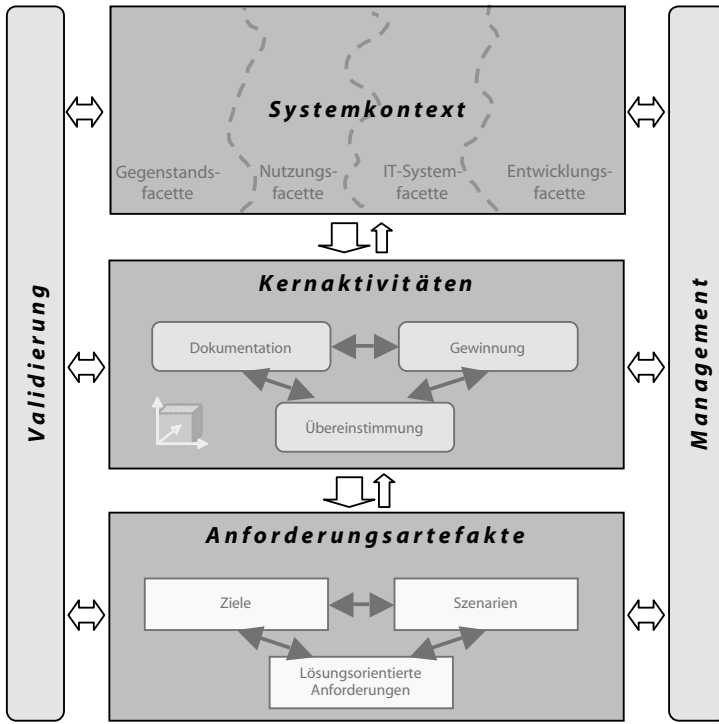 Systemkontext
Gegenstands-
facette
Nutzungs-
facette
IT-System-
facette
Entwicklungs-
facette
Validierung
Management
Kernaktivitäten
Dokumentation
Gewinnung
Übereinstimmung
Anforderungsartefakte
Ziele
Szenarien
Lösungsorientierte
Anforderungen